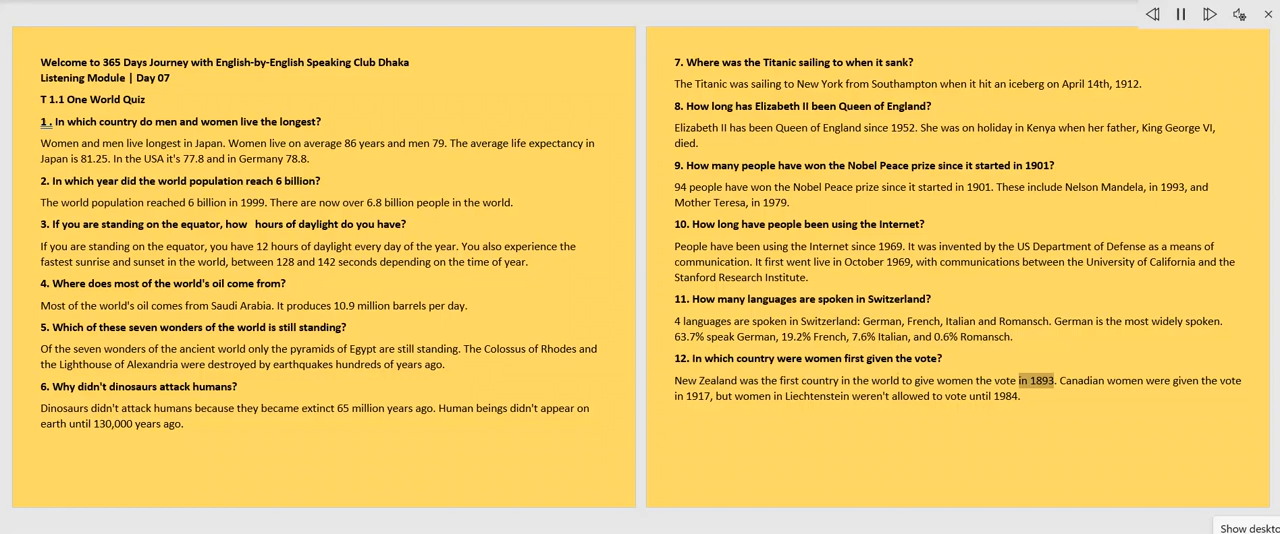 Welcome to 365 Days Journey with English-by-English Speaking Club Dhaka
Listening Module | Day 07
T 1.1 One World Quiz
1 . In which country do men and women live the longest?
Women and men live longest in Japan. Women live on average 86 years and men 79. The average life expectancy in
Japan is 81.25. In the USA it's 77.8 and in Germany 78.8.
2. In which year did the world population reach 6 billion?
The world population reached 6 billion in 1999. There are now over 6.8 billion people in the world.
3. If you are standing on the equator, how   hours of daylight do you have?
If you are standing on the equator, you have 12 hours of daylight every day of the year. You also experience the
fastest sunrise and sunset in the world, between 128 and 142 seconds depending on the time of year.
4. Where does most of the world's oil come from?
Most of the world's oil comes from Saudi Arabia. It produces 10.9 million barrels per day.
5. Which of these seven wonders of the world is still standing?
Of the seven wonders of the ancient world only the pyramids of Egypt are still standing. The Colossus of Rhodes and
the Lighthouse of Alexandria were destroyed by earthquakes hundreds of years ago.
6. Why didn't dinosaurs attack humans?
Dinosaurs didn't attack humans because they became extinct 65 million years ago. Human beings didn't appear on
earth until 130,000 years ago.
7. Where was the Titanic sailing to when it sank?
The Titanic was sailing to New York from Southampton when it hit an iceberg on April 14th, 1912.
8. How long has Elizabeth II been Queen of England?
Elizabeth II has been Queen of England since 1952. She was on holiday in Kenya when her father, King George VI,
died.
9. How many people have won the Nobel Peace prize since it started in 1901?
94 people have won the Nobel Peace prize since it started in 1901. These include Nelson Mandela, in 1993, and
Mother Teresa, in 1979.
10. How long have people been using the Internet?
People have been using the Internet since 1969. It was invented by the US Department of Defense as a means of
communication. It first went live in October 1969, with communications between the University of California and the
Stanford Research Institute.
11. How many languages are spoken in Switzerland?
4 languages are spoken in Switzerland: German, French, Italian and Romansch. German is the most widely spoken.
63.7% speak German, 19.2% French, 7.6% Italian, and 0.6% Romansch.
12. In which country were women first given the vote?
New Zealand was the first country in the world to give women the vote in 1893. Canadian women were given the vote
in 1917, but women in Liechtenstein weren't allowed to vote until 1984.
Show deskto